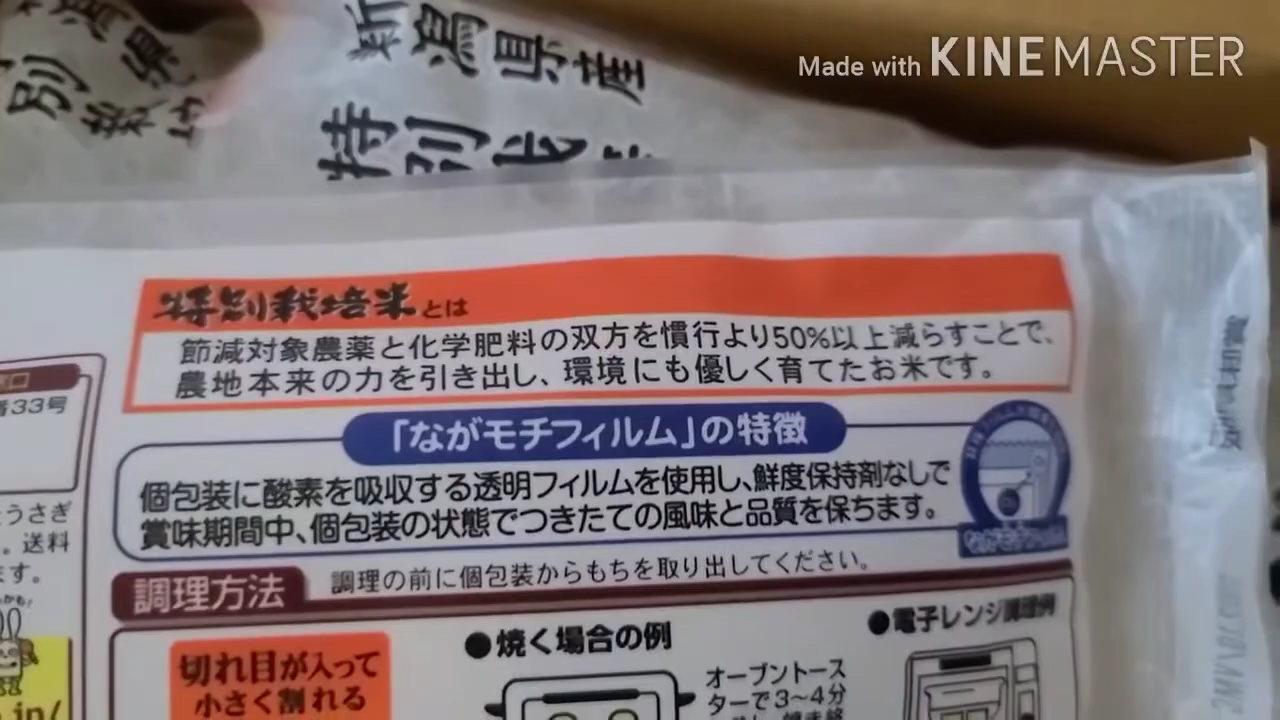 Made with KINEMASTER
新潟県産
特別栽
特別栽培米とは
節減対象農薬と化学肥料の双方を慣行より50%以上減らすことで、
農地本来の力を引き出し、環境にも優しく育てたお米です。
「ながモチフィルム」の特徴
個包装に酸素を吸収する透明フィルムを使用し、鮮度保持剤なしで
賞味期間中、個包装の状態でつきたての風味と品質を保ちます。
33号
うさぎ
。送料
ます。
調理方法
調理の前に個包装からもちを取り出してください。
切れ目が入って
小さく割れる
●焼く場合の例
オーブントース
ターで3〜4分
●電子レンジ調理例
.jp/